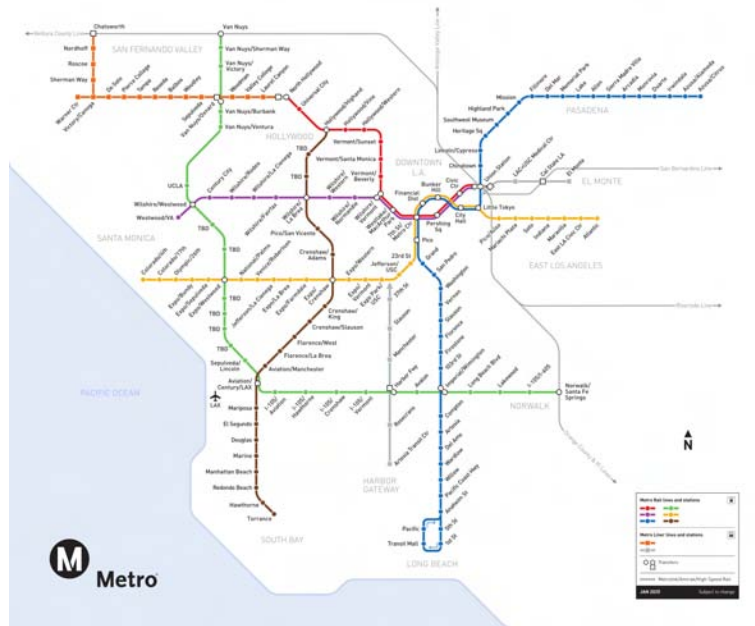 Ventura County Line
Chatsworth
Van Nuys
Nordhoff
Roscoe
Sherman Way
SAN FERNANDO VALLEY
Van Nuys/Sherman Way
Van Nuys/
Victory
Antelope Valley Line
Warner Ctr
Victory/Canoga
De Soto
Pierce College
Tampa
Reseda
Balboa
Woodley
Sepulveda
Van Nuys/Oxnard
Woodman
Valley College
Laurel Canyon
North Hollywood
Universal City
Van Nuys/Burbank
Van Nuys/Ventura
HOLLYWOOD
Hollywood/Highland
Hollywood/Vine
Hollywood/Western
Vermont/Sunset
Vermont/Santa Monica
Vermont/
Beverly
TBD
TBD
Fillmore
Del Mar
Memorial Park
Lake
Allen
Sierra Madre Villa
Arcadia
Monrovia
Duarte
Irwindale
Azusa/Alameda
Azusa/Citrus
PASADENA
Mission
Highland Park
Southwest Museum
Heritage Sq
Lincoln/Cypress
Chinatown
DOWNTOWN
L.A.
Union Station
LAC+USC Medical Ctr
Cal State LA
El Monte
EL MONTE
San Bernardino Line
UCLA
Century City
Wilshire/Rodeo
Wilshire/La Cienega
Wilshire/Fairfax
Wilshire/
La Brea
Wilshire/
Western
Wilshire/
Normandie
Wilshire/
Vermont
Westlake/
MacArthur
Park
7th St/
Metro Ctr
Financial
Dist
Bunker
Hill
Civic
Ctr
Pershing
Sq
City
Hall
Little Tokyo
Wilshire/Westwood
Westwood/VA
SANTA MONICA
Pico/San Vicente
Crenshaw/
Adams
Pico
23rd St
Jefferson/
USC
Pico/Aliso
Mariachi Plaza
Soto
Indiana
Maravilla
East LA Civic Ctr
Atlantic
EAST LOS ANGELES
TBD
Colorado/4th
Colorado/17th
Olympic/26th
Expo/Bundy
Expo/Sepulveda
Expo/Westwood
National/Palms
Venice/Robertson
Jefferson/La Cienega
Expo/La Brea
Expo/Farmdale
Expo/
Crenshaw
Expo/Western
Expo/
Vermont
Expo Park/
USC
37th St
Slauson
Manchester
Grand
San Pedro
Washington
Vernon
Slauson
Florence
Firestone
103rd St
Imperial/Wilmington
Riverside Line
TBD
TBD
TBD
Crenshaw/
King
Crenshaw/Slauson
Florence/West
Florence/La Brea
Aviation/Manchester
Sepulveda/
Lincoln
Aviation/
Century/LAX
LAX
PACIFIC OCEAN
I-105/
Aviation
I-105/
Hawthorne
I-105/
Crenshaw
I-105/
Vermont
Harbor Fwy
Avalon
Long Beach Blvd
Lakewood
I-105/I-605
Norwalk/
Santa Fe
Springs
NORWALK
Mariposa
El Segundo
Douglas
Marine
Manhattan Beach
Redondo Beach
Hawthorne
Torrance
SOUTH BAY
Rosecrans
Artesia Transit Ctr
HARBOR
GATEWAY
Compton
Artesia
Del Amo
Wardlow
Willow
Pacific Coast Hwy
Anaheim St
5th St
1st St
Pacific
Transit Mall
LONG BEACH
N
M
Metro
Metro Rail lines and stations
Metro Liner lines and stations
Transfers
Metrolink/Amtrak/High Speed Rail
JAN 2030
Subject to change